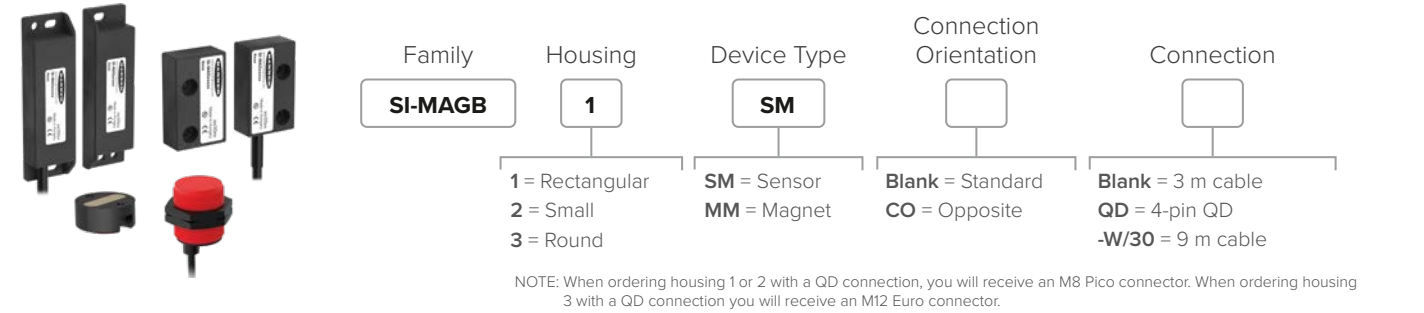 Family
Housing
Device Type
Connection
Orientation
Connection
SI-MAGB
1
SM
1 = Rectangular
2 = Small
3 = Round
SM = Sensor
MM = Magnet
Blank = Standard
CO = Opposite
Blank = 3 m cable
QD = 4-pin QD
-W/30 = 9 m cable
NOTE: When ordering housing 1 or 2 with a QD connection, you will receive an M8 Pico connector. When ordering housing
3 with a QD connection you will receive an M12 Euro connector.